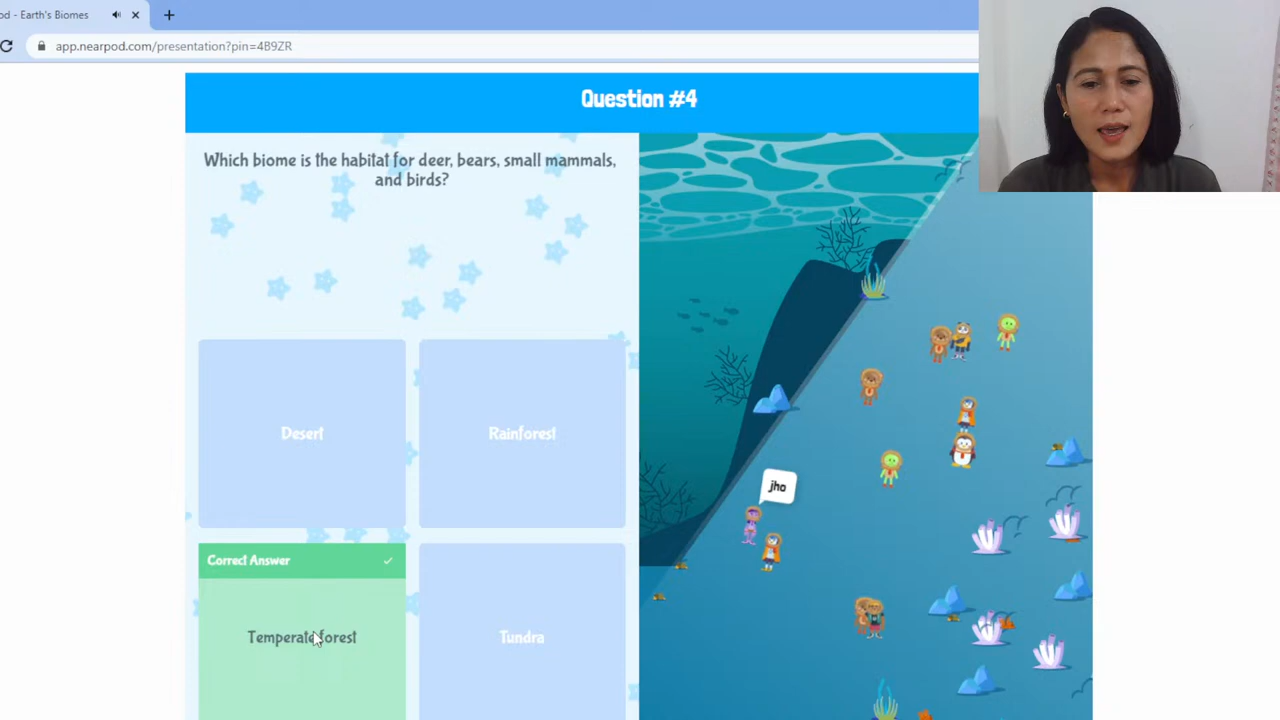 od - Earth's Biomes
app.nearpod.com/presentation?pin=4B9ZR
Question #4
Which biome is the habitat for deer, bears, small mammals,
and birds?
Desert
Rainforest
jho
Correct Answer
Temperate forest
Tundra